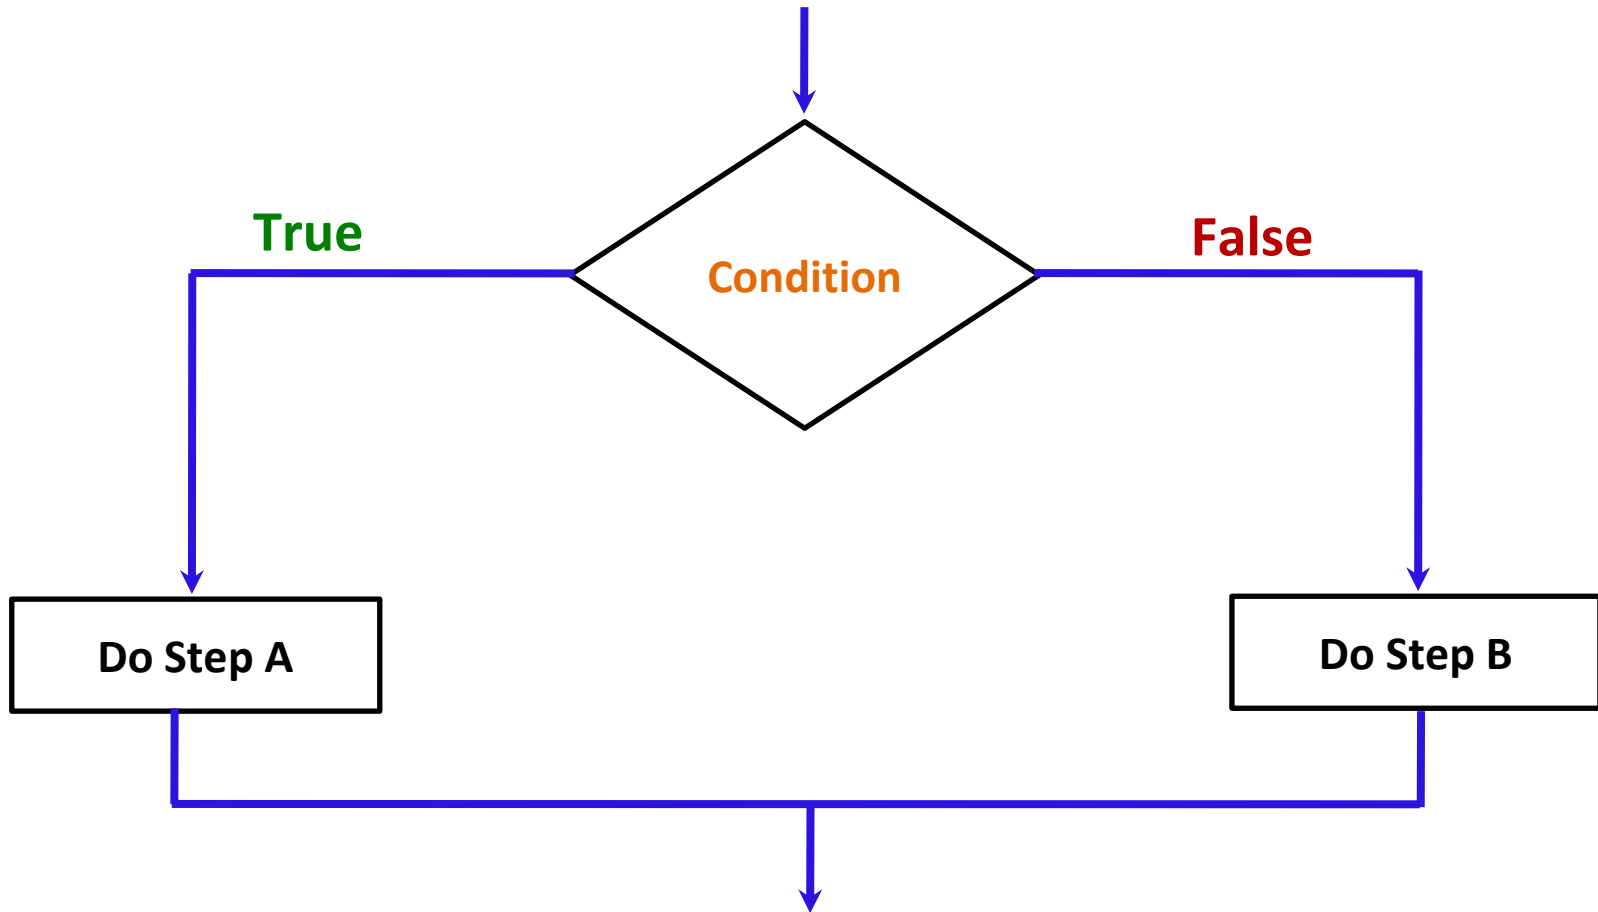 True
False
Condition
Do Step A
Do Step B